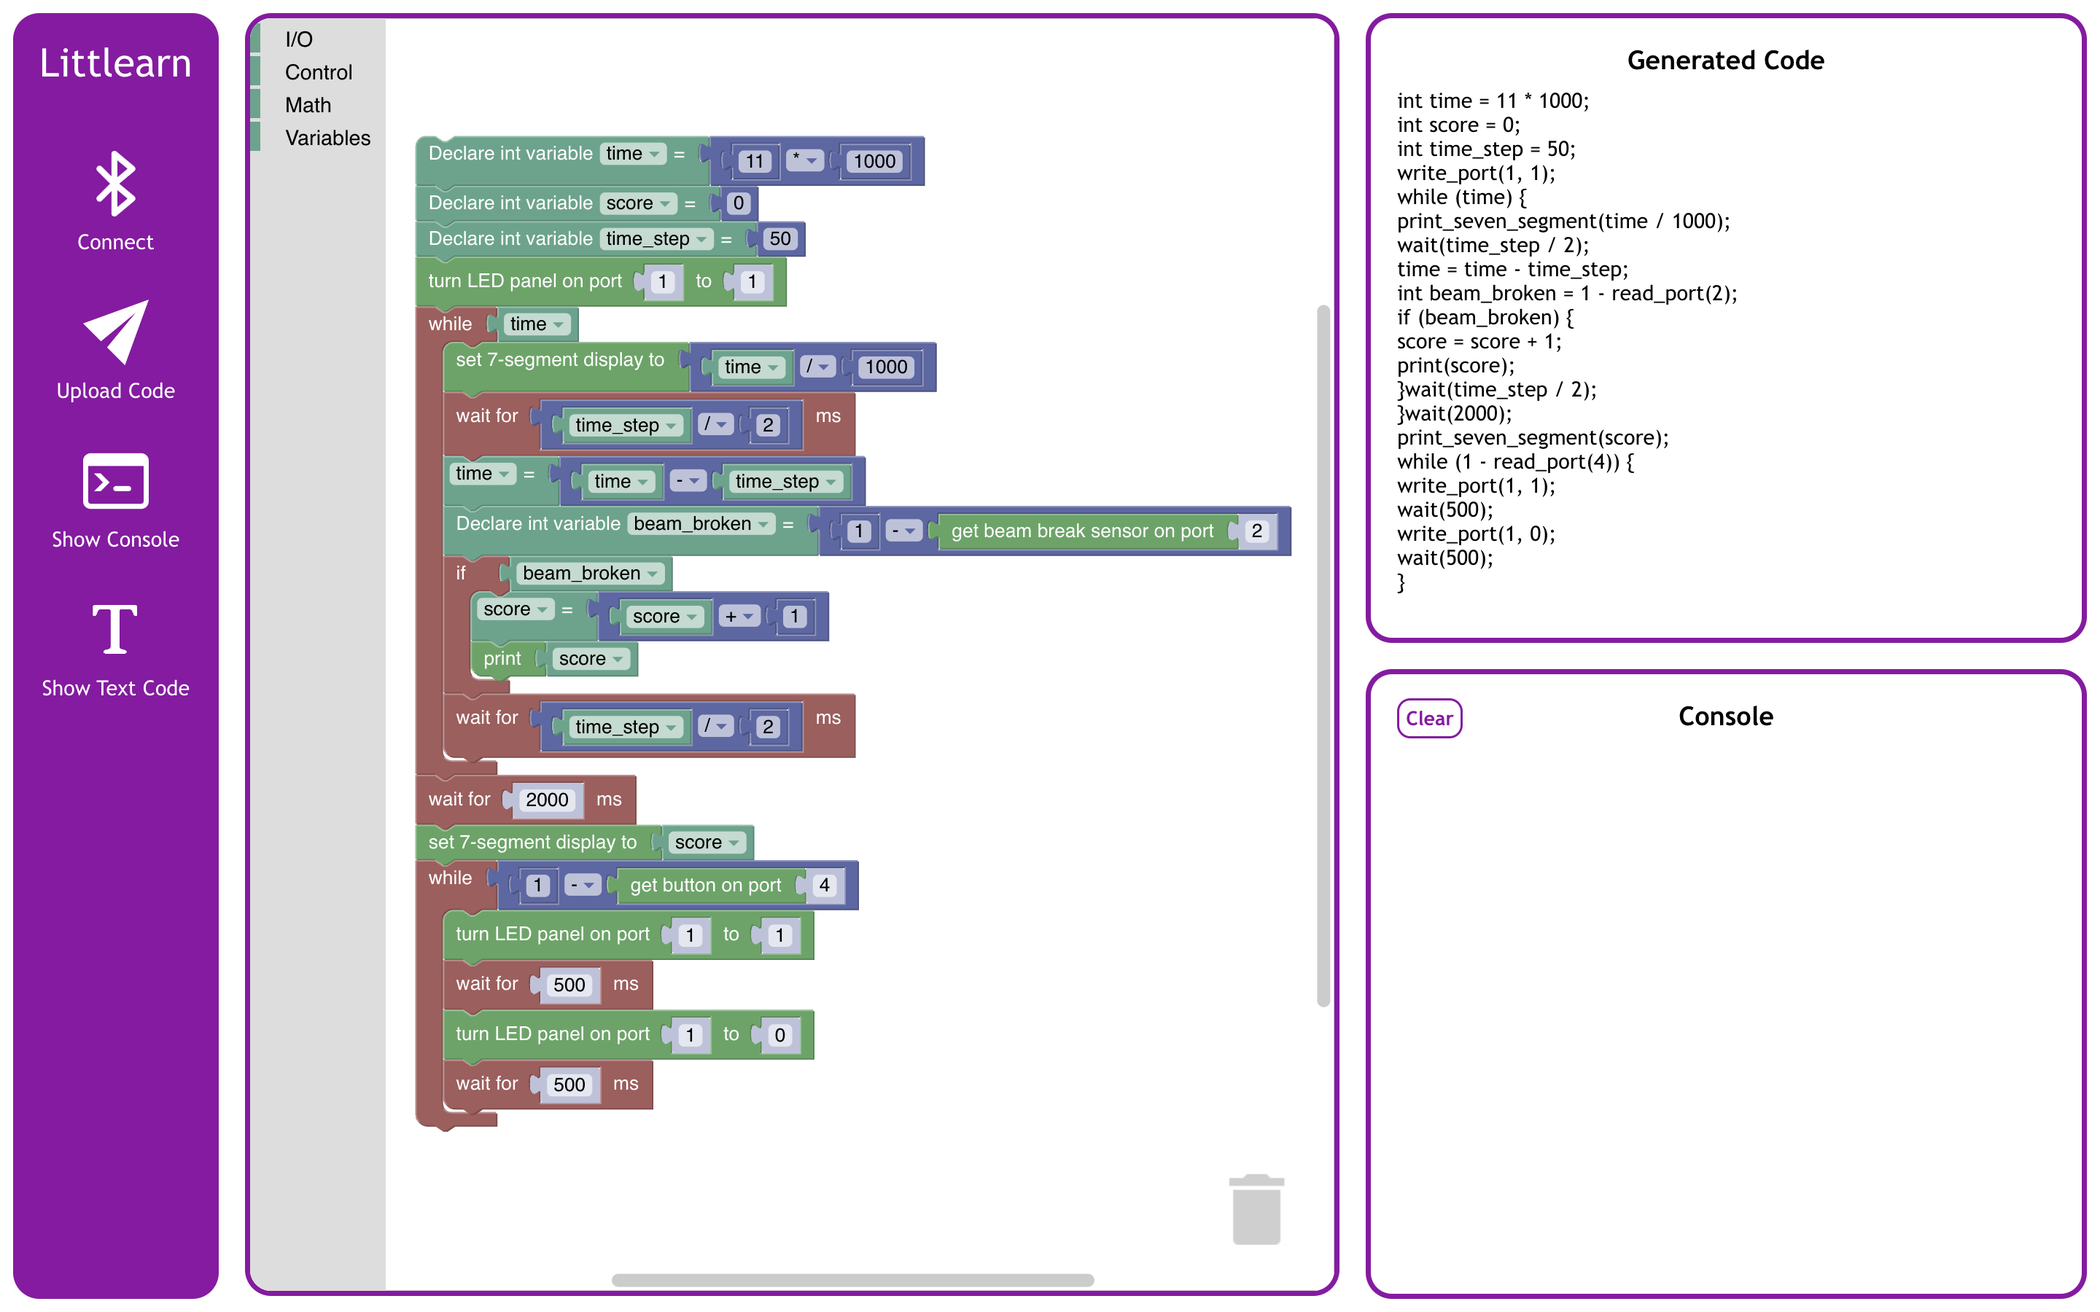 Littlearn
Connect
Upload Code
Show Console
Show Text Code
I/O
Control
Math
Variables
Declare int variable time = 11 * 1000
Declare int variable score = 0
Declare int variable time_step = 50
turn LED panel on port 1 to 1
while time
set 7-segment display to time / 1000
wait for time_step / 2 ms
time = time - time_step
Declare int variable beam_broken = 1 - get beam break sensor on port 2
if beam_broken
score = score + 1
print score
wait for time_step / 2 ms
wait for 2000 ms
set 7-segment display to score
while 1 - get button on port 4
turn LED panel on port 1 to 1
wait for 500 ms
turn LED panel on port 1 to 0
wait for 500 ms
Generated Code
int time = 11 * 1000;
int score = 0;
int time_step = 50;
write_port(1, 1);
while (time) {
print_seven_segment(time / 1000);
wait(time_step / 2);
time = time - time_step;
int beam_broken = 1 - read_port(2);
if (beam_broken) {
score = score + 1;
print(score);
}wait(time_step / 2);
}wait(2000);
print_seven_segment(score);
while (1 - read_port(4)) {
write_port(1, 1);
wait(500);
write_port(1, 0);
wait(500);
}
Clear
Console